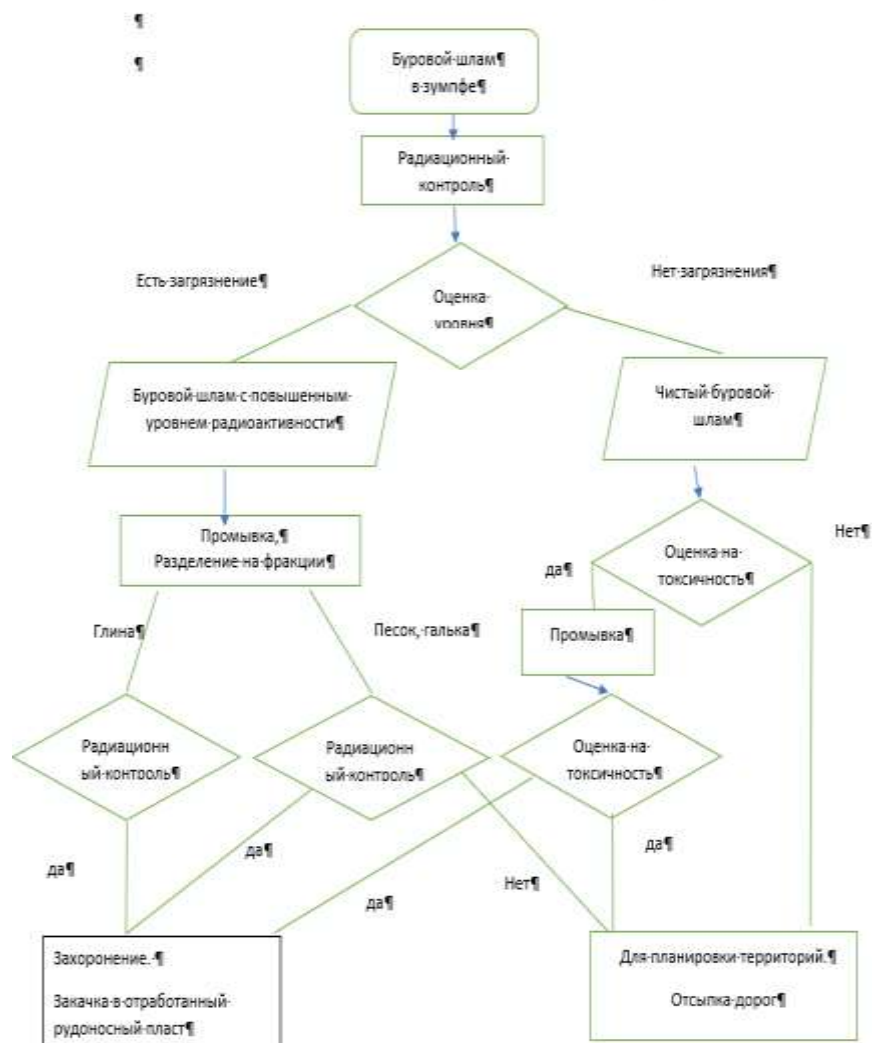 ¶
¶
Буровой·шлам¶
в·зумпфе¶
Радиационный·
контроль¶
Есть·загрязнение¶
Нет·загрязнения¶
Оценка·
уровня¶
Буровой·шлам·с·повышенным·
уровнем·радиоактивности¶
Чистый·буровой·
шлам¶
Промывка,¶
Разделение·на·фракции¶
Оценка·на·
токсичность¶
Нет¶
да¶
Глина¶
Песок,·галька¶
Промывка¶
Радиационн
ый·контроль¶
Радиационн
ый·контроль¶
Оценка·на·
токсичность¶
да¶
да¶
да¶
Нет¶
да¶
Захоронение.·¶
Закачка·в·отработанный·
рудоносный·пласт¶
Для·планировки·территорий.¶
Отсыпка·дорог¶